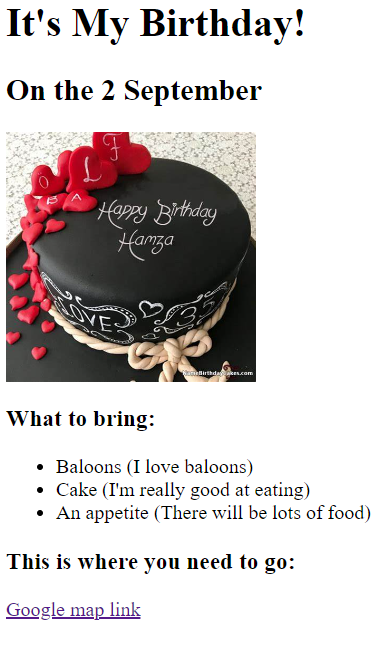 It's My Birthday!
On the 2 September
F
O L
B A
Happy Birthday
Hamza
LOVE
NameBirthdayCakes.com
What to bring:
Baloons (I love baloons)
Cake (I'm really good at eating)
An appetite (There will be lots of food)
This is where you need to go:
Google map link